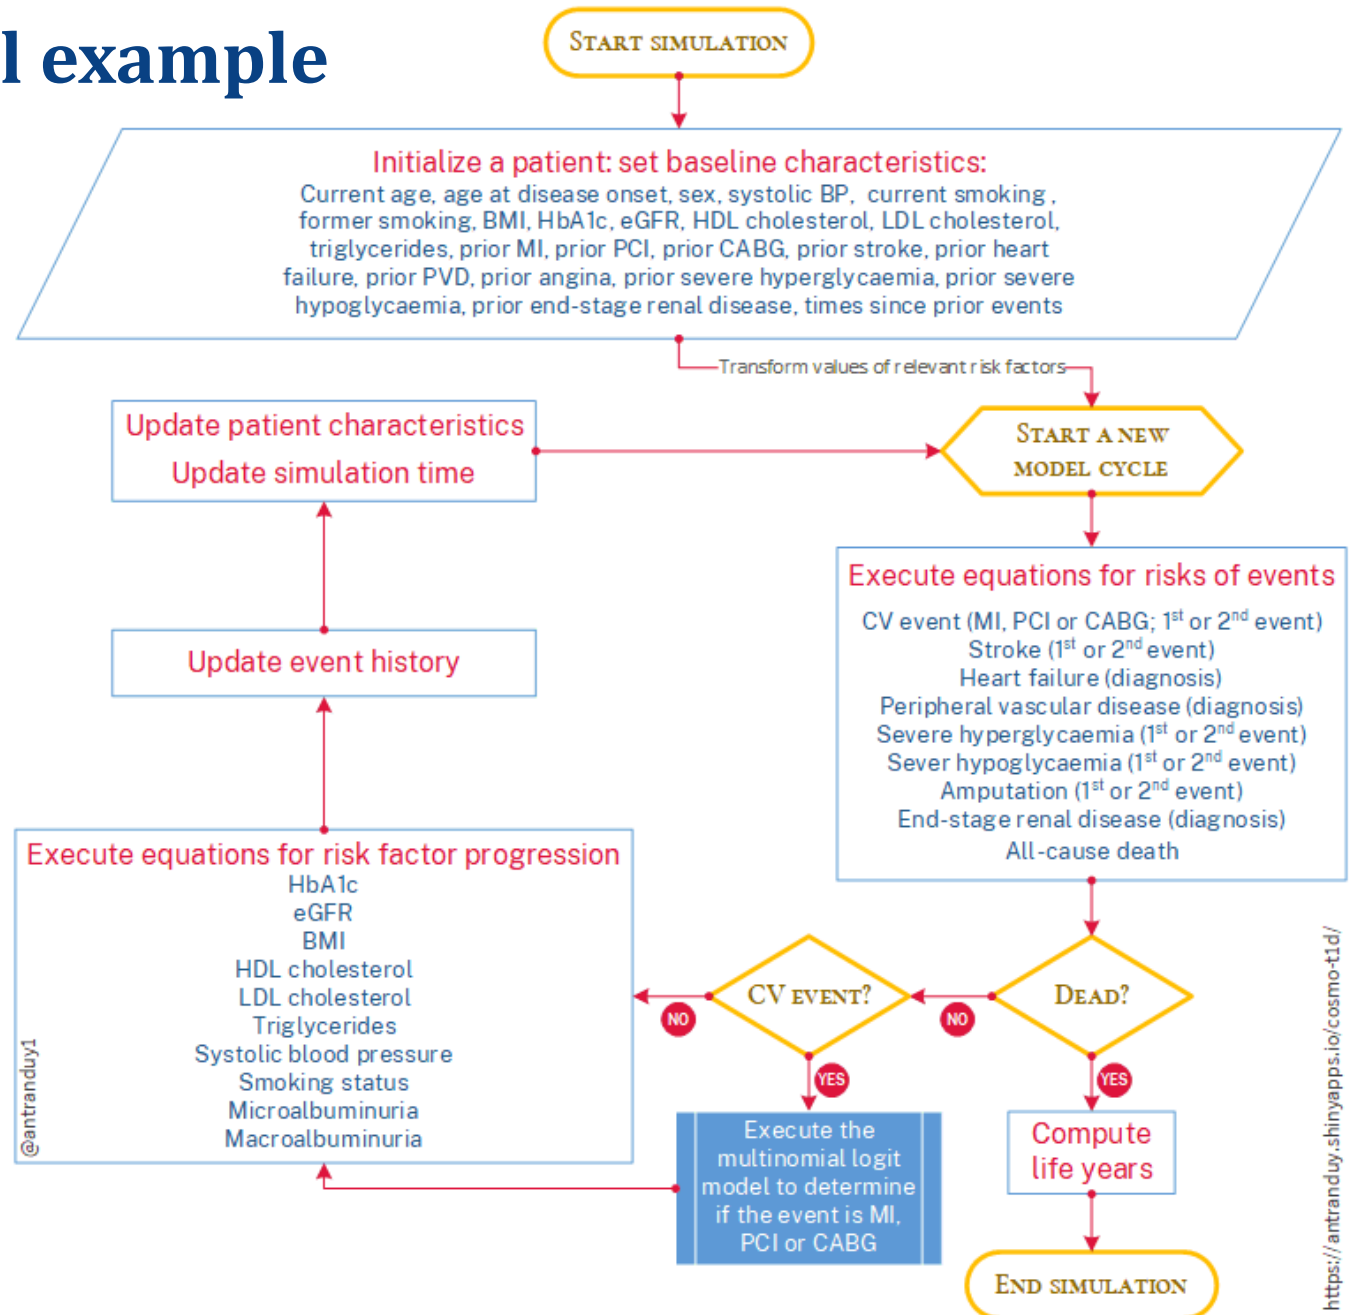 l example
START SIMULATION
Initialize a patient: set baseline characteristics:
Current age, age at disease onset, sex, systolic BP, current smoking ,
former smoking, BMI, HbA1c, eGFR, HDL cholesterol, LDL cholesterol,
triglycerides, prior MI, prior PCI, prior CABG, prior stroke, prior heart
failure, prior PVD, prior angina, prior severe hyperglycaemia, prior severe
hypoglycaemia, prior end-stage renal disease, times since prior events
Transform values of relevant risk factors
Update patient characteristics
Update simulation time
START A NEW
MODEL CYCLE
Execute equations for risks of events
CV event (MI, PCI or CABG; 1st or 2nd event)
Stroke (1st or 2nd event)
Heart failure (diagnosis)
Peripheral vascular disease (diagnosis)
Severe hyperglycaemia (1st or 2nd event)
Sever hypoglycaemia (1st or 2nd event)
Amputation (1st or 2nd event)
End-stage renal disease (diagnosis)
All-cause death
Update event history
Execute equations for risk factor progression
HbA1c
eGFR
BMI
HDL cholesterol
LDL cholesterol
Triglycerides
Systolic blood pressure
Smoking status
Microalbuminuria
Macroalbuminuria
CV EVENT?
DEAD?
NO
NO
YES
YES
Execute the
multinomial logit
model to determine
if the event is MI,
PCI or CABG
Compute
life years
END SIMULATION
@antranduy1
https://antranduy.shinyapps.io/cosmo-t1d/